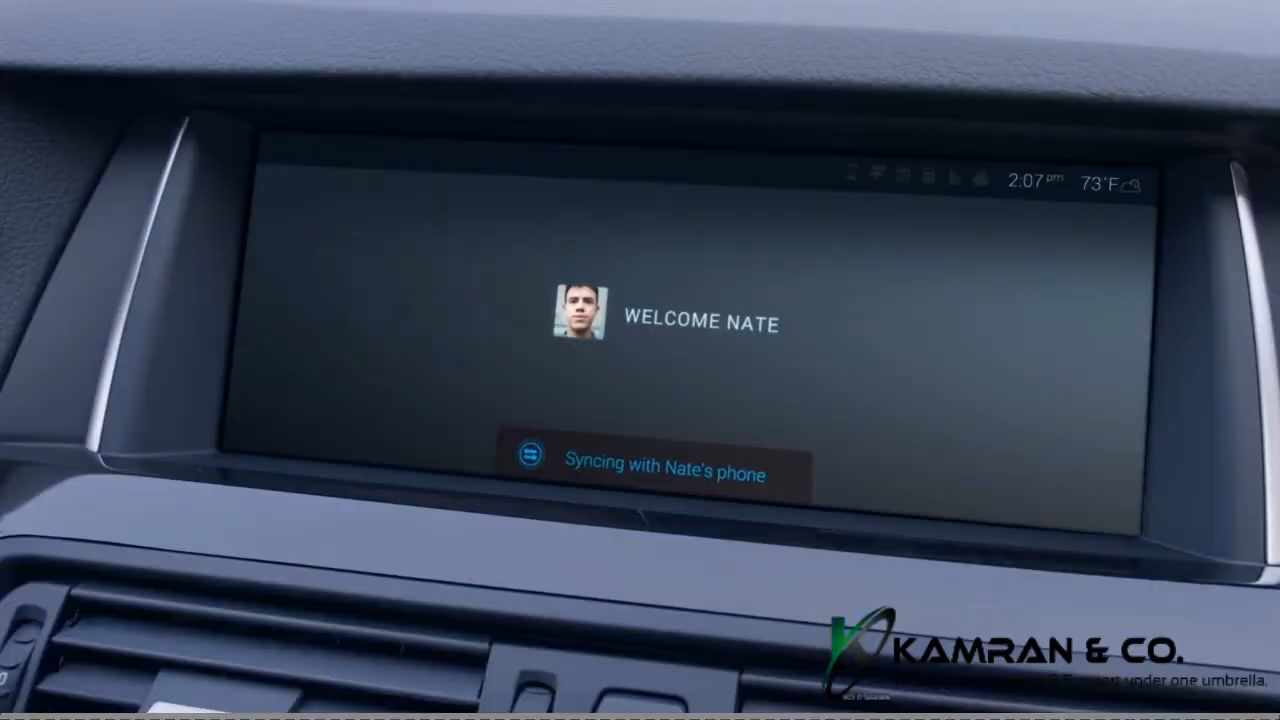 2:07 pm 73°F
WELCOME NATE
Syncing with Nate's phone
KAMRAN & CO.
under one umbrella.